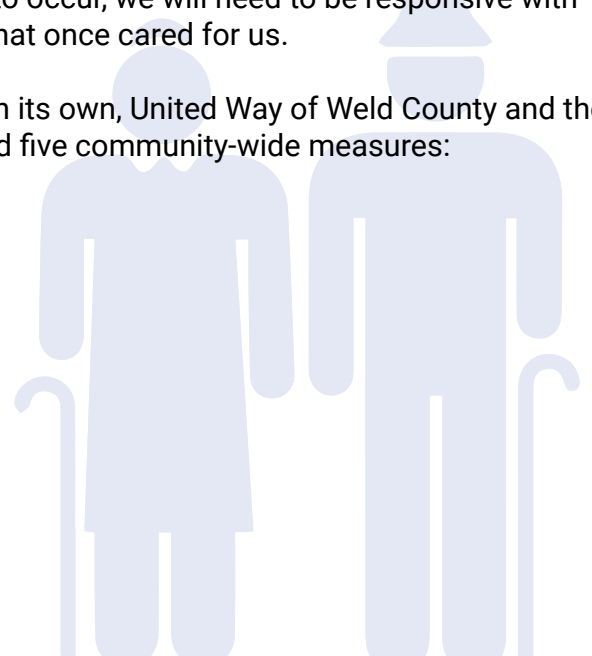 to occur, we will need to be responsive with
hat once cared for us.
n its own, United Way of Weld County and the
d five community-wide measures: